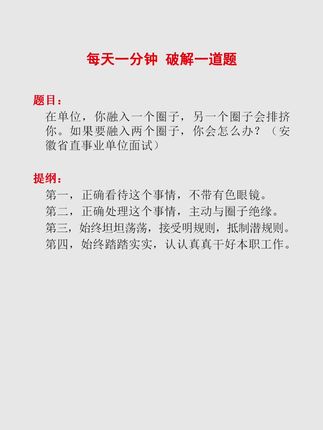 每天一分钟 破解一道题
题目：
在单位，你融入一个圈子，另一个圈子会排挤
你。如果要融入两个圈子，你会怎么办？（安
徽省直事业单位面试）
提纲：
第一，正确看待这个事情，不带有色眼镜。
第二，正确处理这个事情，主动与圈子绝缘。
第三，始终坦坦荡荡，接受明规则，抵制潜规则。
第四，始终踏踏实实，认认真真干好本职工作。